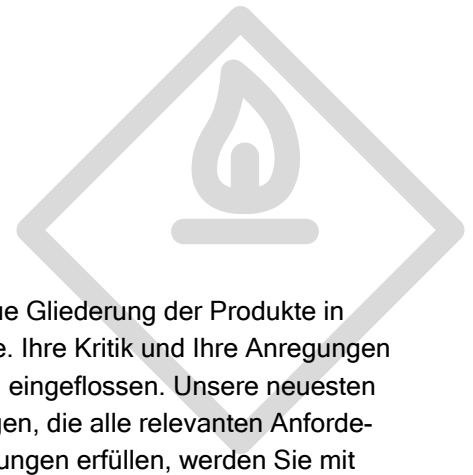 ue Gliederung der Produkte in
e. Ihre Kritik und Ihre Anregungen
eingeflossen. Unsere neuesten
gen, die alle relevanten Anforde-
ungen erfüllen, werden Sie mit